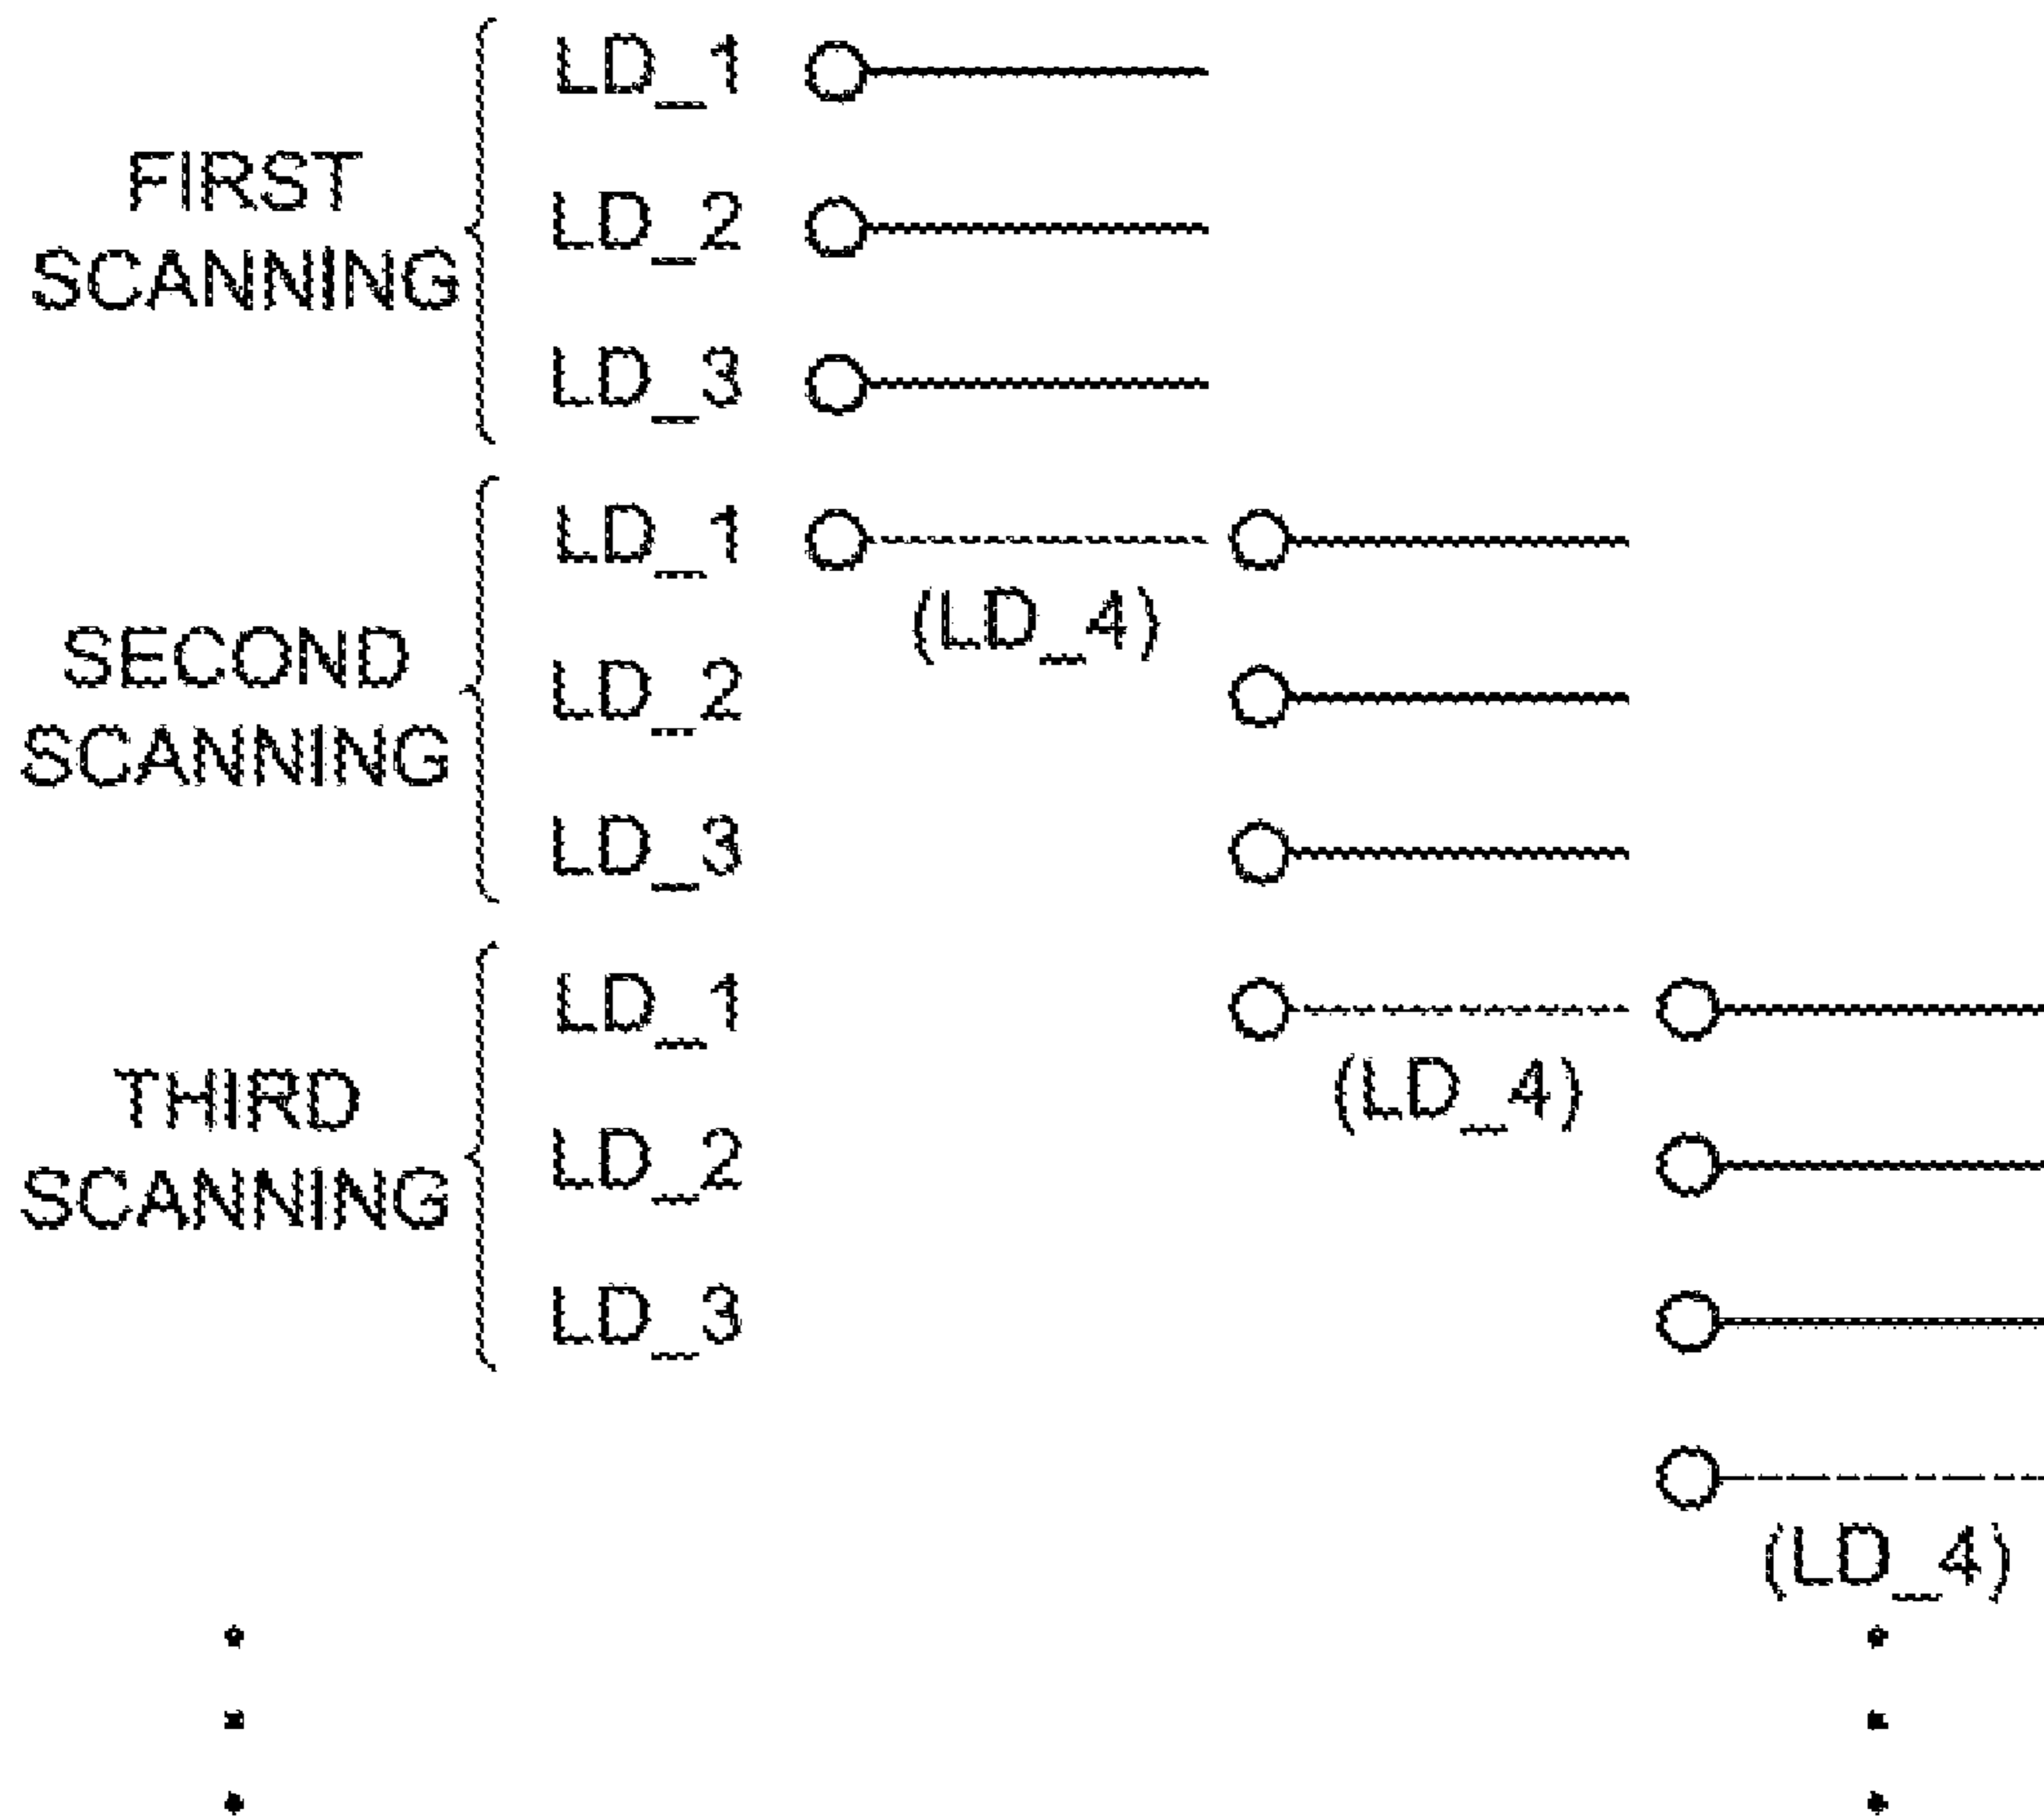 FIRST
SCANNING
LD_1
LD_2
LD_3
SECOND
SCANNING
LD_1
(LD_4)
LD_2
LD_3
THIRD
SCANNING
LD_1
(LD_4)
LD_2
LD_3
(LD_4)